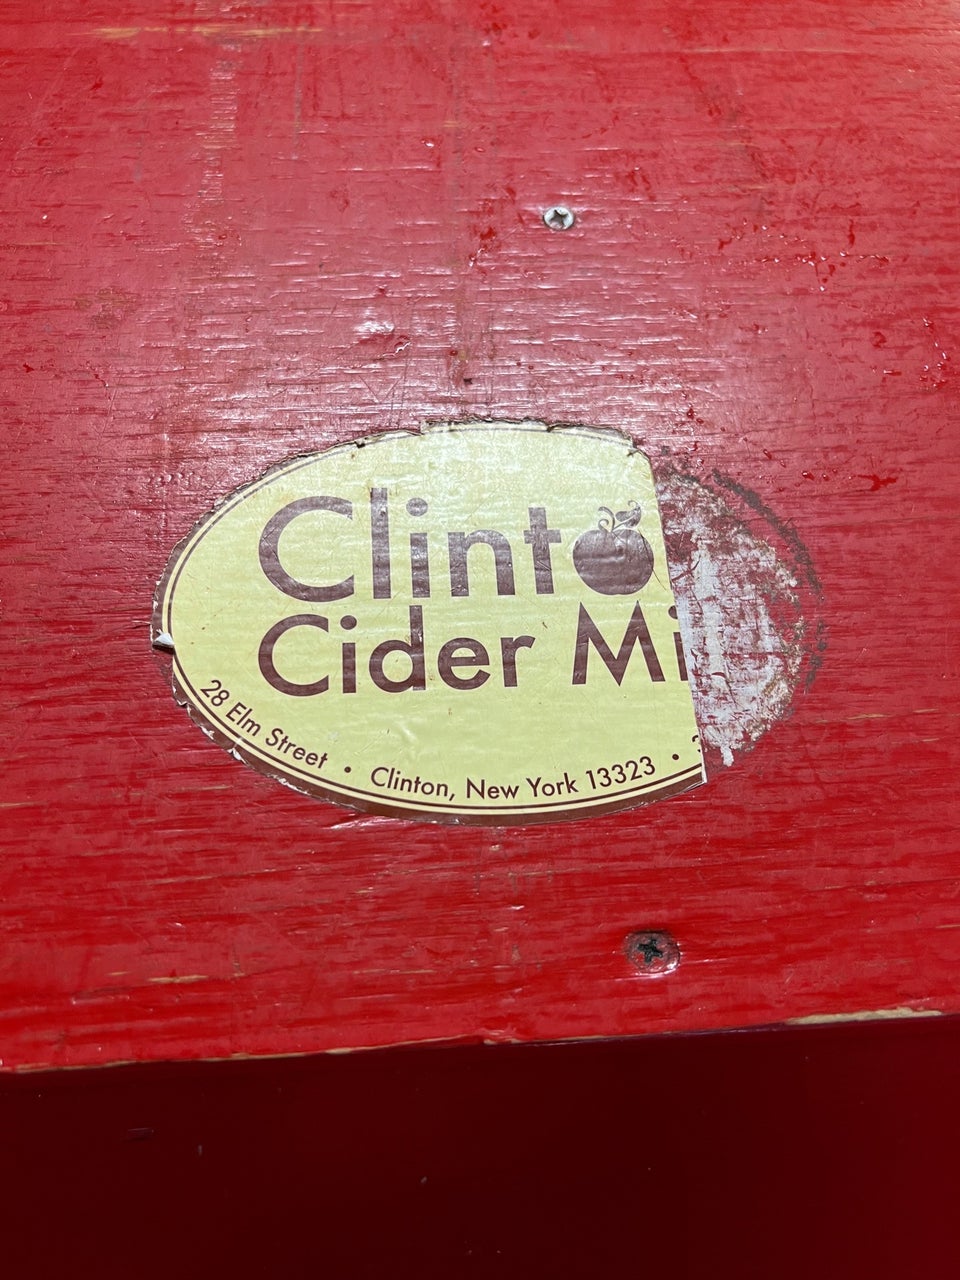 Clint
Cider Mi
28 Elm Street • Clinton, New York 13323 •